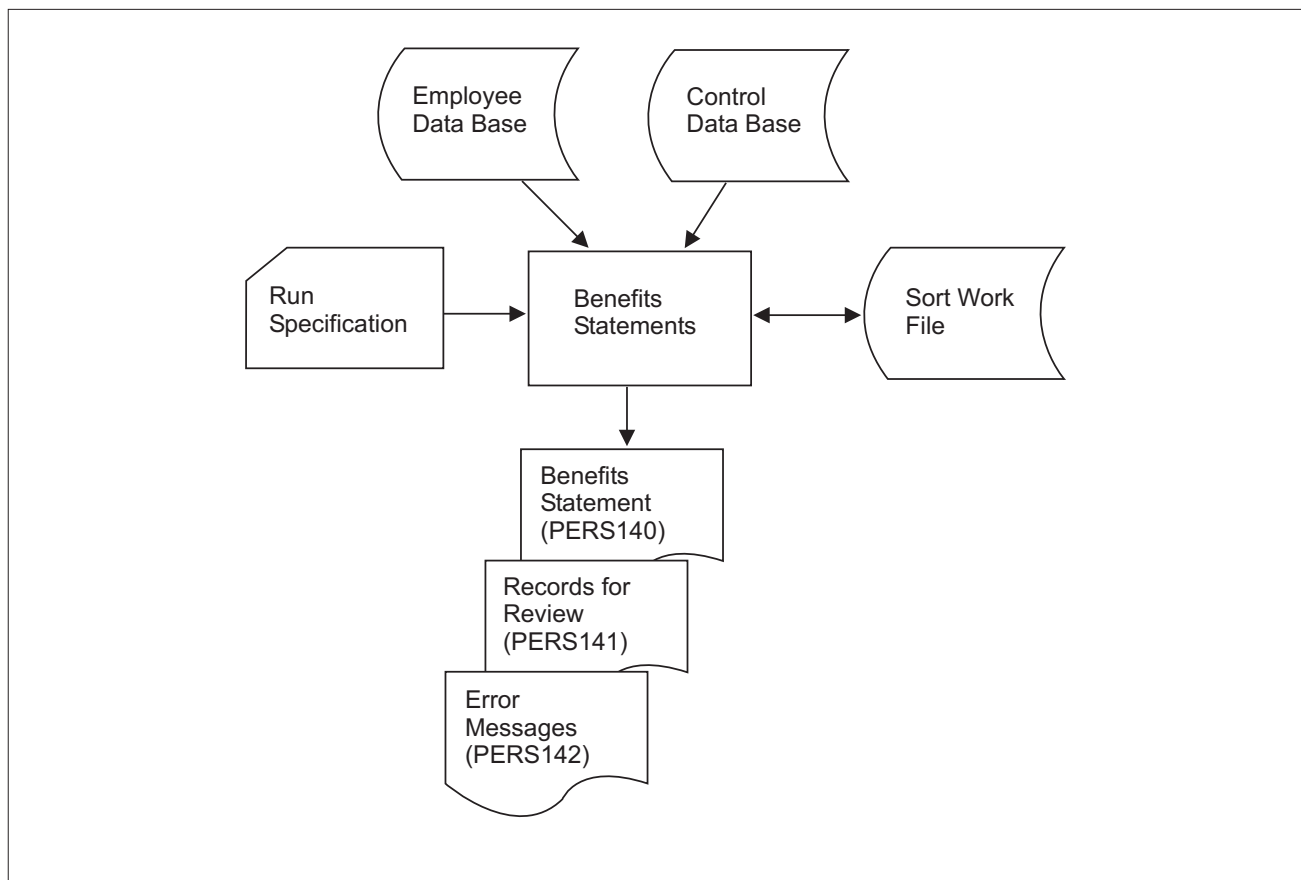 Employee
Data Base
Control
Data Base
Run
Specification
Benefits
Statements
Sort Work
File
Benefits
Statement
(PERS140)
Records for
Review
(PERS141)
Error
Messages
(PERS142)